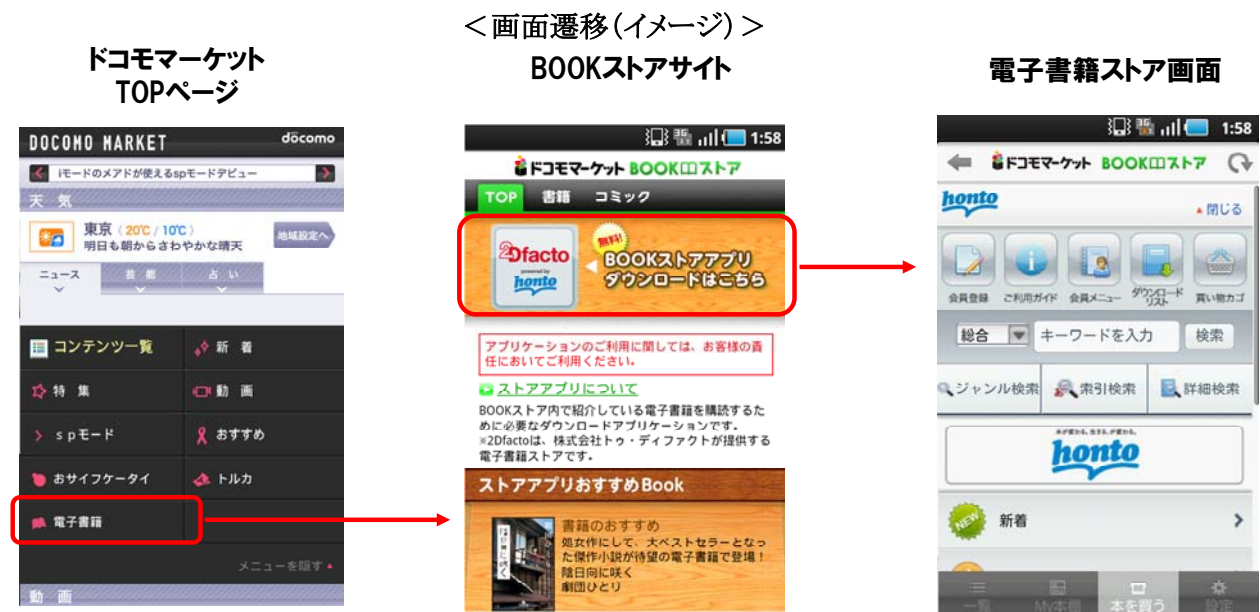 ＜画面遷移（イメージ）＞
ドコモマーケット
TOPページ
DOCOMO MARKET
döcomo
iモードのメアドが使えるspモードデビュー
天 気
東京（20℃ / 10℃）
明日も朝からさわやかな晴天
地域設定へ
ニュース
芸 能
占 い
コンテンツ一覧
新 着
特 集
動 画
spモード
おすすめ
おサイフケータイ
トルカ
電子書籍
メニューを隠す▲
動 画
BOOKストアサイト
3G 1:58
ドコモマーケット BOOKストア
TOP 書籍 コミック
2Dfacto
powered by
honto
無料!
BOOKストアアプリ
ダウンロードはこちら
アプリケーションのご利用に関しては、お客様の責
任においてご利用ください。
ストアアプリについて
BOOKストア内で紹介している電子書籍を購読するた
めに必要なダウンロードアプリケーションです。
※2Dfactoは、株式会社トゥ・ディファクトが提供する
電子書籍ストアです。
ストアアプリおすすめBook
陰日向に咲く
書籍のおすすめ
処女作にして、大ベストセラーとなっ
た傑作小説が待望の電子書籍で登場！
陰日向に咲く
劇団ひとり
電子書籍ストア画面
3G 1:58
ドコモマーケット BOOKストア
honto
▲閉じる
会員登録
ご利用ガイド
会員メニュー
ダウンロード
リスト
買い物カゴ
総合
キーワードを入力
検索
ジャンル検索
索引検索
詳細検索
honto
NEW
新着
一覧
My本棚
本を買う
設定